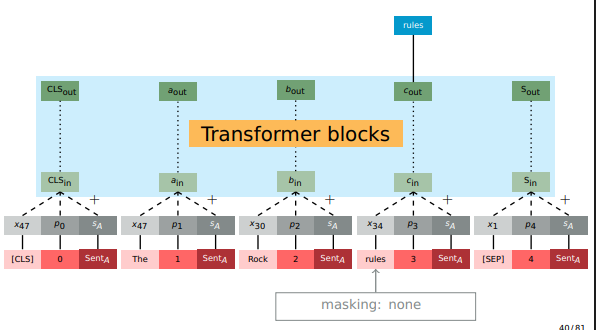 rules
CLSout aout bout cout Sout
Transformer blocks
CLSin ain bin cin Sin
+ + + + +
x47 p0 sA x47 p1 sA x30 p2 sA x34 p3 sA x1 p4 sA
[CLS] 0 SentA The 1 SentA Rock 2 SentA rules 3 SentA [SEP] 4 SentA
masking: none
40/81